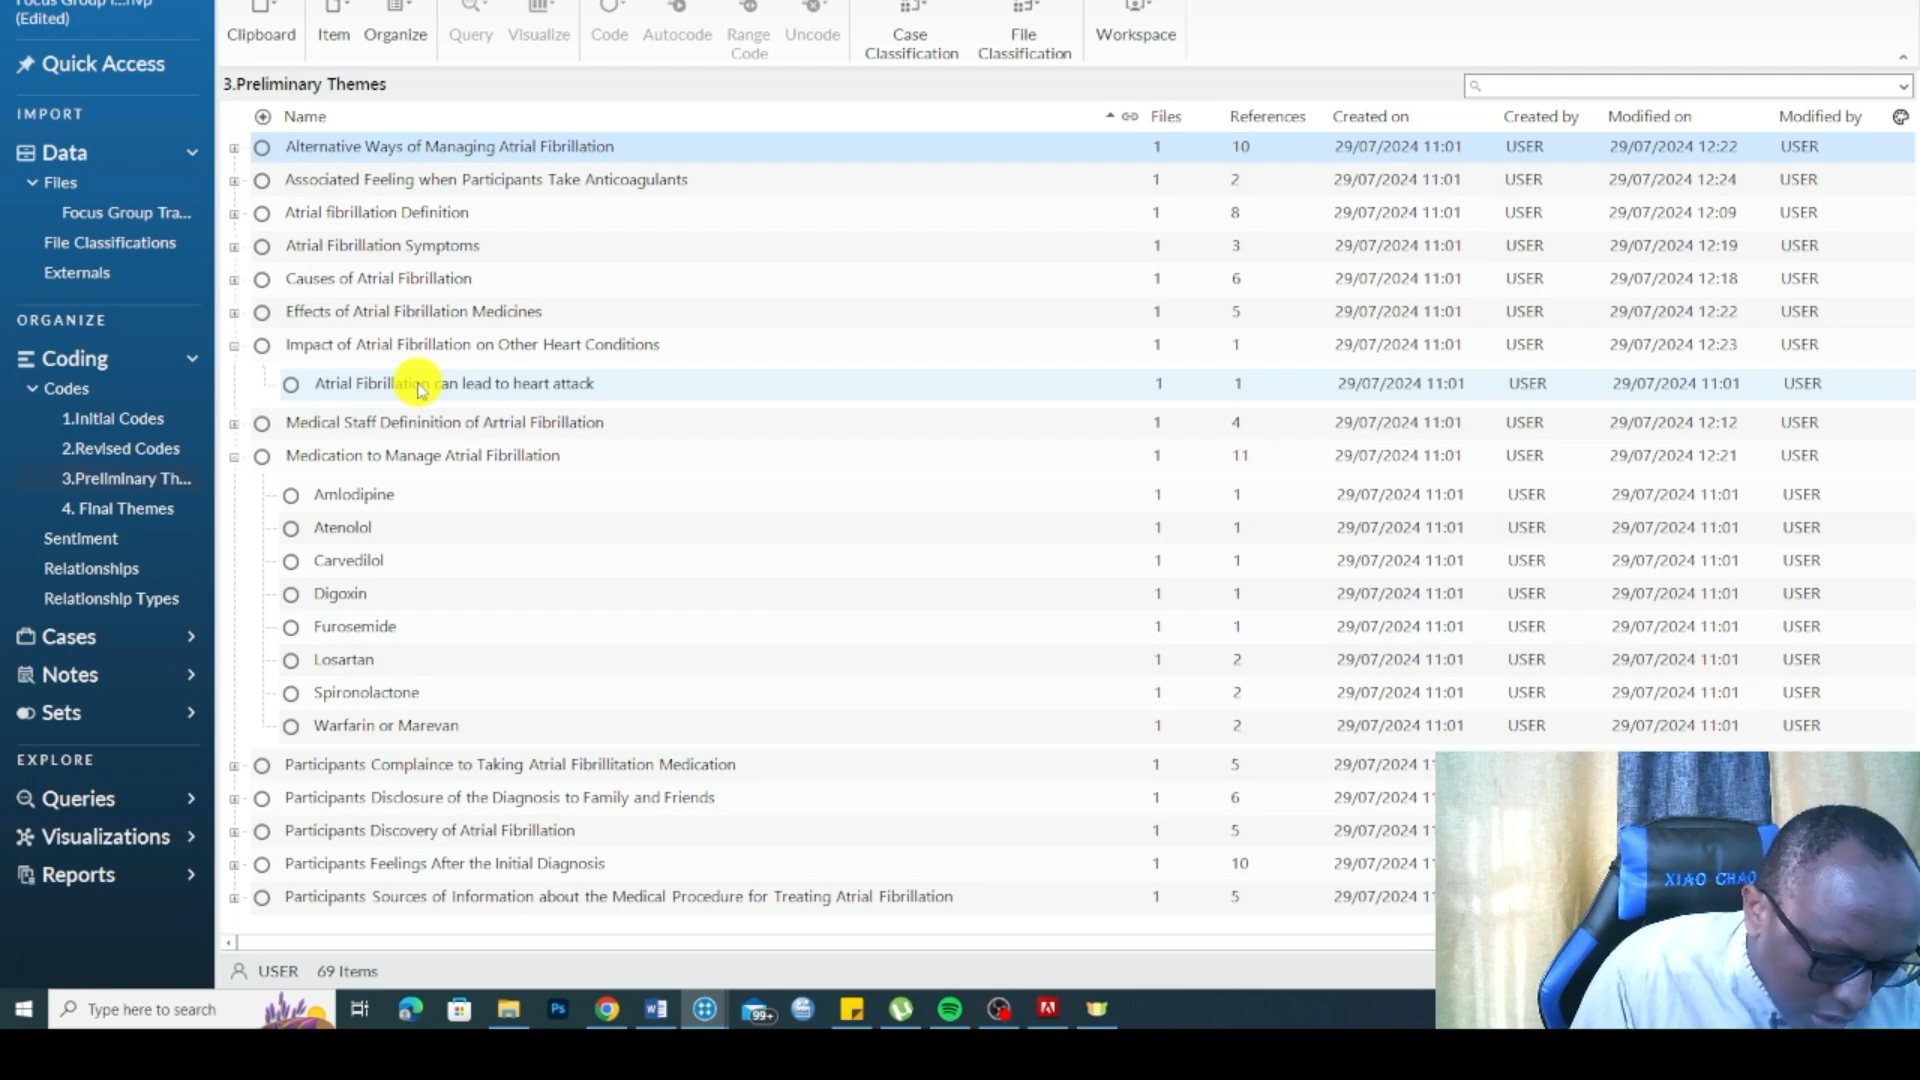 Focus Group I...nvp
(Edited)
Quick Access
IMPORT
Data
Files
Focus Group Tra...
File Classifications
Externals
ORGANIZE
Coding
Codes
1.Initial Codes
2.Revised Codes
3.Preliminary Th...
4. Final Themes
Sentiment
Relationships
Relationship Types
Cases
Notes
Sets
EXPLORE
Queries
Visualizations
Reports
Clipboard Item Organize Query Visualize Code Autocode Range Code Uncode Case Classification File Classification Workspace
3.Preliminary Themes
Name Files References Created on Created by Modified on Modified by
Alternative Ways of Managing Atrial Fibrillation 1 10 29/07/2024 11:01 USER 29/07/2024 12:22 USER
Associated Feeling when Participants Take Anticoagulants 1 2 29/07/2024 11:01 USER 29/07/2024 12:24 USER
Atrial fibrillation Definition 1 8 29/07/2024 11:01 USER 29/07/2024 12:09 USER
Atrial Fibrillation Symptoms 1 3 29/07/2024 11:01 USER 29/07/2024 12:19 USER
Causes of Atrial Fibrillation 1 6 29/07/2024 11:01 USER 29/07/2024 12:18 USER
Effects of Atrial Fibrillation Medicines 1 5 29/07/2024 11:01 USER 29/07/2024 12:22 USER
Impact of Atrial Fibrillation on Other Heart Conditions 1 1 29/07/2024 11:01 USER 29/07/2024 12:23 USER
Atrial Fibrillation can lead to heart attack 1 1 29/07/2024 11:01 USER 29/07/2024 11:01 USER
Medical Staff Defininition of Artrial Fibrillation 1 4 29/07/2024 11:01 USER 29/07/2024 12:12 USER
Medication to Manage Atrial Fibrillation 1 11 29/07/2024 11:01 USER 29/07/2024 12:21 USER
Amlodipine 1 1 29/07/2024 11:01 USER 29/07/2024 11:01 USER
Atenolol 1 1 29/07/2024 11:01 USER 29/07/2024 11:01 USER
Carvedilol 1 1 29/07/2024 11:01 USER 29/07/2024 11:01 USER
Digoxin 1 1 29/07/2024 11:01 USER 29/07/2024 11:01 USER
Furosemide 1 1 29/07/2024 11:01 USER 29/07/2024 11:01 USER
Losartan 1 2 29/07/2024 11:01 USER 29/07/2024 11:01 USER
Spironolactone 1 2 29/07/2024 11:01 USER 29/07/2024 11:01 USER
Warfarin or Marevan 1 2 29/07/2024 11:01 USER 29/07/2024 11:01 USER
Participants Complaince to Taking Atrial Fibrillitation Medication 1 5 29/07/2024 1
Participants Disclosure of the Diagnosis to Family and Friends 1 6 29/07/2024 1
Participants Discovery of Atrial Fibrillation 1 5 29/07/2024 1
Participants Feelings After the Initial Diagnosis 1 10 29/07/2024 1
Participants Sources of Information about the Medical Procedure for Treating Atrial Fibrillation 1 5 29/07/2024 1
XIAO CHAO
USER 69 Items
Type here to search
Ps
99+